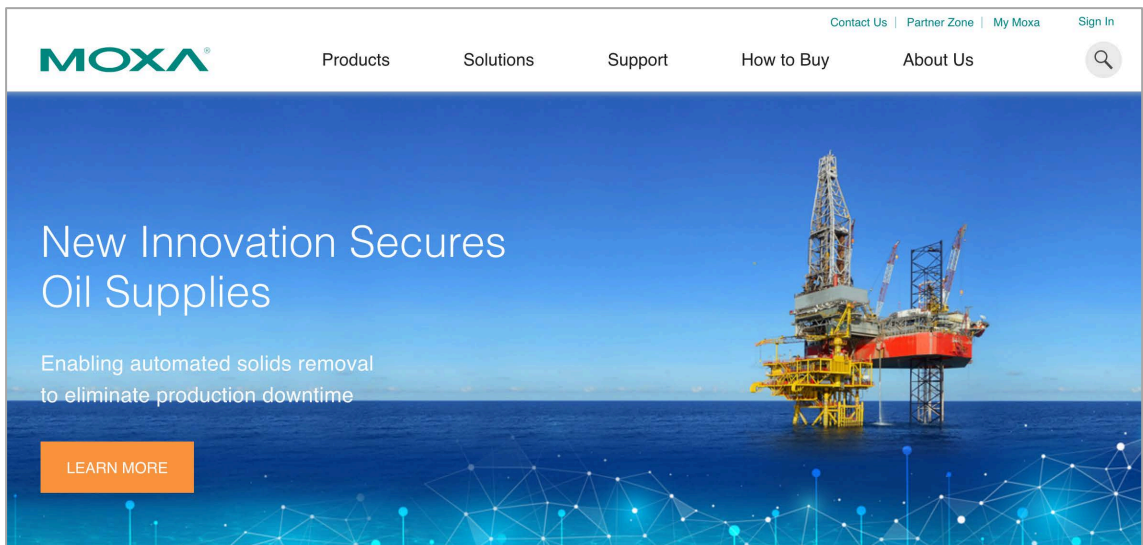 Contact Us | Partner Zone | My Moxa Sign In
MOXA®
Products Solutions Support How to Buy About Us
New Innovation Secures
Oil Supplies
Enabling automated solids removal
to eliminate production downtime
LEARN MORE